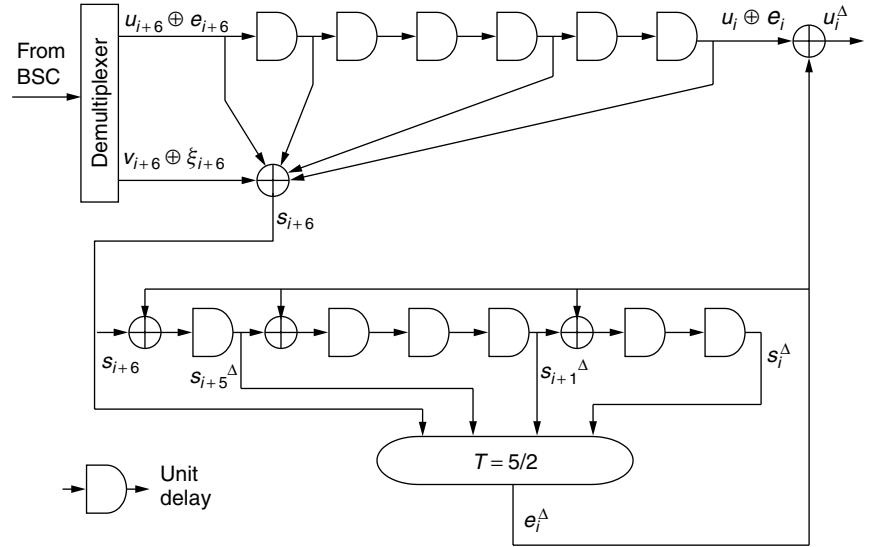 u_{i+6} ⊕ e_{i+6}
u_i ⊕ e_i
u_i^Δ
From
BSC
Demultiplexer
v_{i+6} ⊕ ξ_{i+6}
s_{i+6}
s_{i+6}
s_{i+5}^Δ
s_{i+1}^Δ
s_i^Δ
T = 5/2
Unit
delay
e_i^Δ